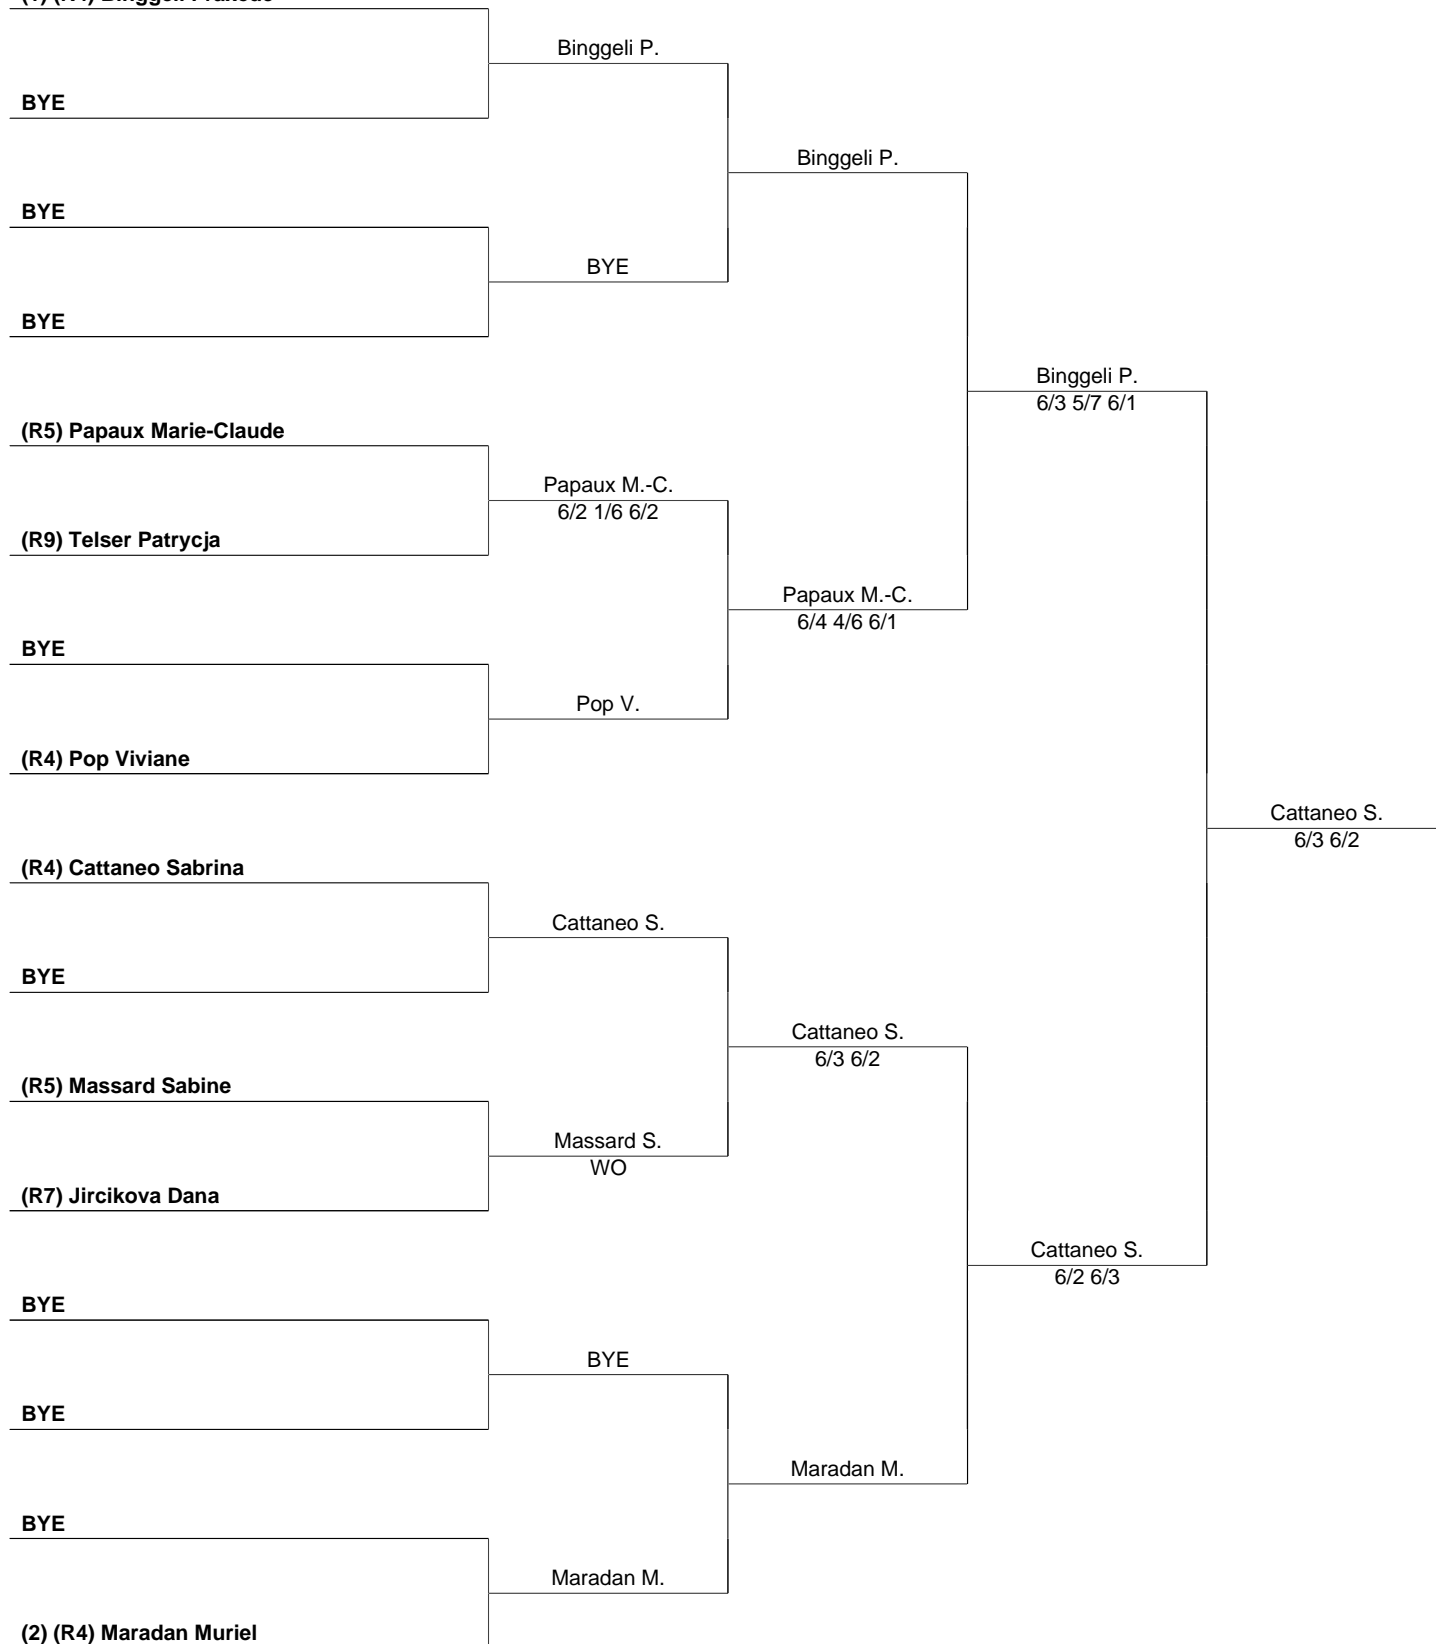 BYE
BYE
BYE
(R5) Papaux Marie-Claude
(R9) Telser Patrycja
BYE
(R4) Pop Viviane
(R4) Cattaneo Sabrina
BYE
(R5) Massard Sabine
(R7) Jircikova Dana
BYE
BYE
BYE
(2) (R4) Maradan Muriel
Binggeli P.
BYE
Papaux M.-C.
6/2 1/6 6/2
Pop V.
Cattaneo S.
Massard S.
WO
BYE
Maradan M.
Binggeli P.
Papaux M.-C.
6/4 4/6 6/1
Cattaneo S.
6/3 6/2
Maradan M.
Binggeli P.
6/3 5/7 6/1
Cattaneo S.
6/2 6/3
Cattaneo S.
6/3 6/2